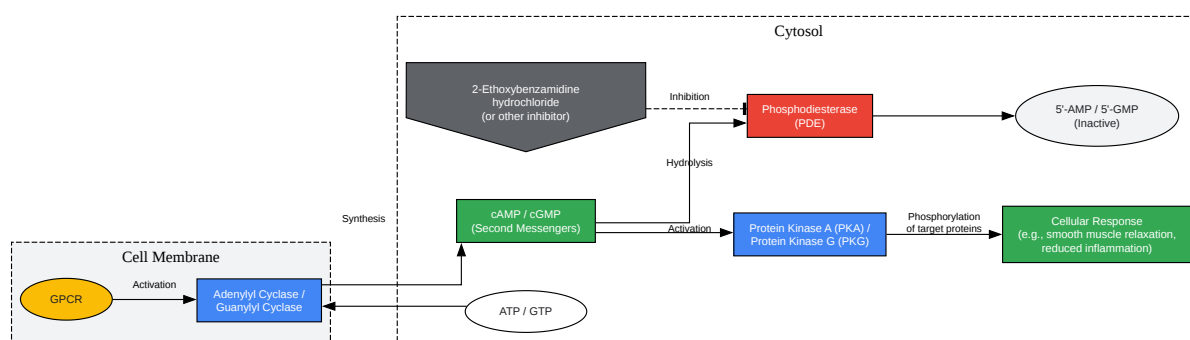 Cytosol
2-Ethoxybenzamidine
hydrochloride
(or other inhibitor)
Inhibition
Phosphodiesterase
(PDE)
5'-AMP / 5'-GMP
(Inactive)
Hydrolysis
Synthesis
cAMP / cGMP
(Second Messengers)
Activation
Protein Kinase A (PKA) /
Protein Kinase G (PKG)
Phosphorylation
of target proteins
Cellular Response
(e.g., smooth muscle relaxation,
reduced inflammation)
Cell Membrane
GPCR
Activation
Adenylyl Cyclase /
Guanylyl Cyclase
ATP / GTP